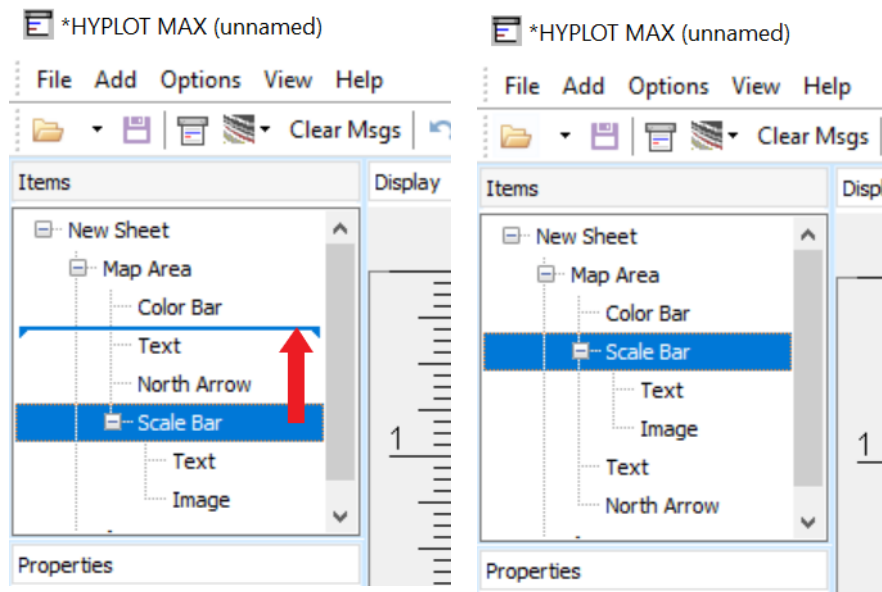 *HYPLOT MAX (unnamed)
File Add Options View Help
Clear Msgs
Items
Display
New Sheet
Map Area
Color Bar
Text
North Arrow
Scale Bar
Text
Image
1
Properties
*HYPLOT MAX (unnamed)
File Add Options View Help
Clear Msgs
Items
Displ
New Sheet
Map Area
Color Bar
Scale Bar
Text
Image
Text
North Arrow
1
Properties